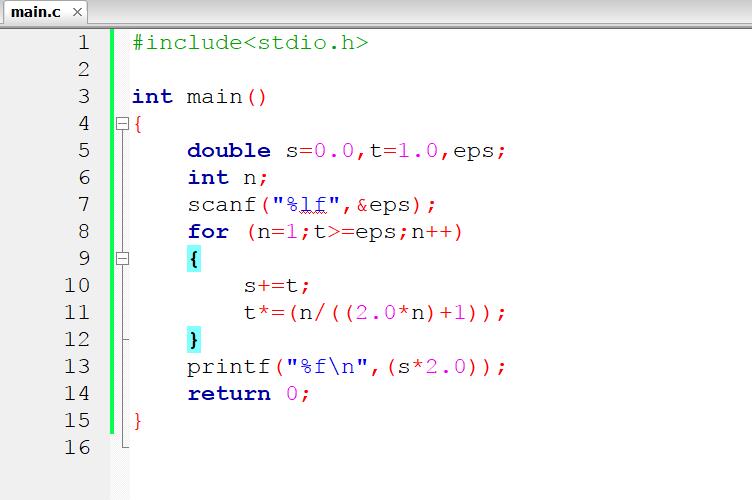 main.c ×
1 #include<stdio.h>
2
3 int main()
4 {
5 double s=0.0,t=1.0,eps;
6 int n;
7 scanf("%lf",&eps);
8 for (n=1;t>=eps;n++)
9 {
10 s+=t;
11 t*=(n/((2.0*n)+1));
12 }
13 printf("%f\n",(s*2.0));
14 return 0;
15 }
16